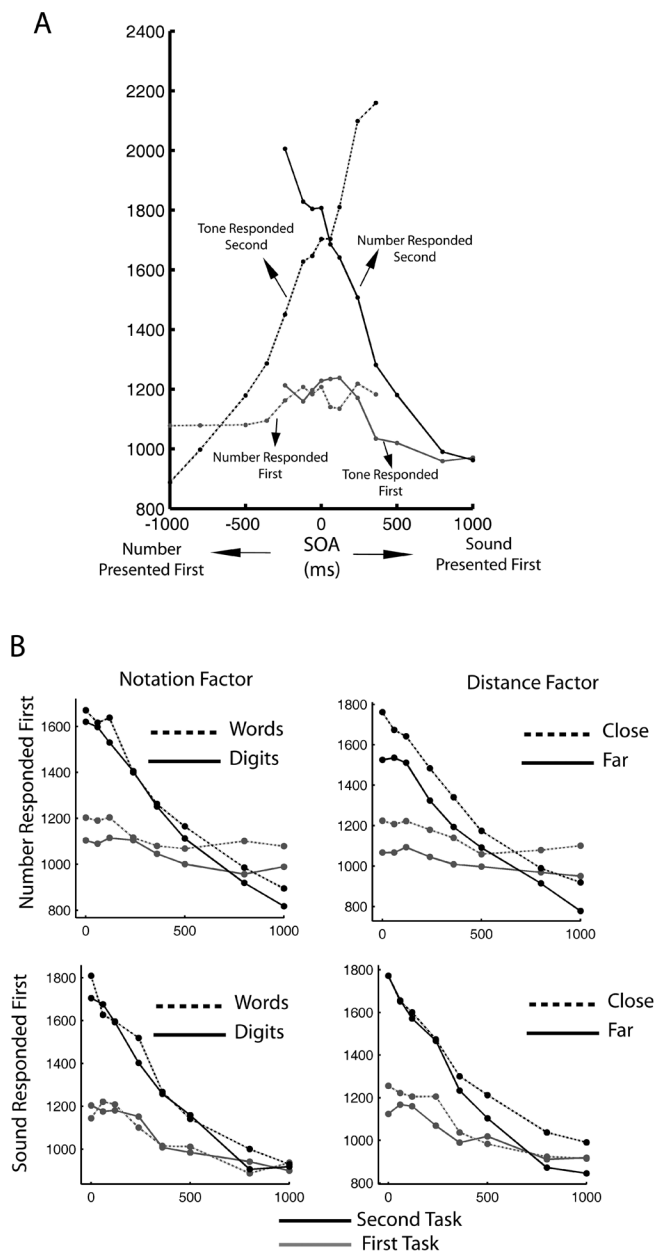 A
2400
2200
2000
1800
1600
1400
1200
1000
800
Tone Responded
Second
Number Responded
Second
Number Responded
First
Tone Responded
First
-1000 -500 0 500 1000
Number
Presented First
SOA
(ms)
Sound
Presented First
B
Notation Factor
Distance Factor
Number Responded First
1600
1400
1200
1000
800
Words
Digits
0 500 1000
1800
1600
1400
1200
1000
800
Close
Far
0 500 1000
Sound Responded First
1800
1600
1400
1200
1000
Words
Digits
0 500 1000
1800
1600
1400
1200
1000
800
Close
Far
0 500 1000
Second Task
First Task